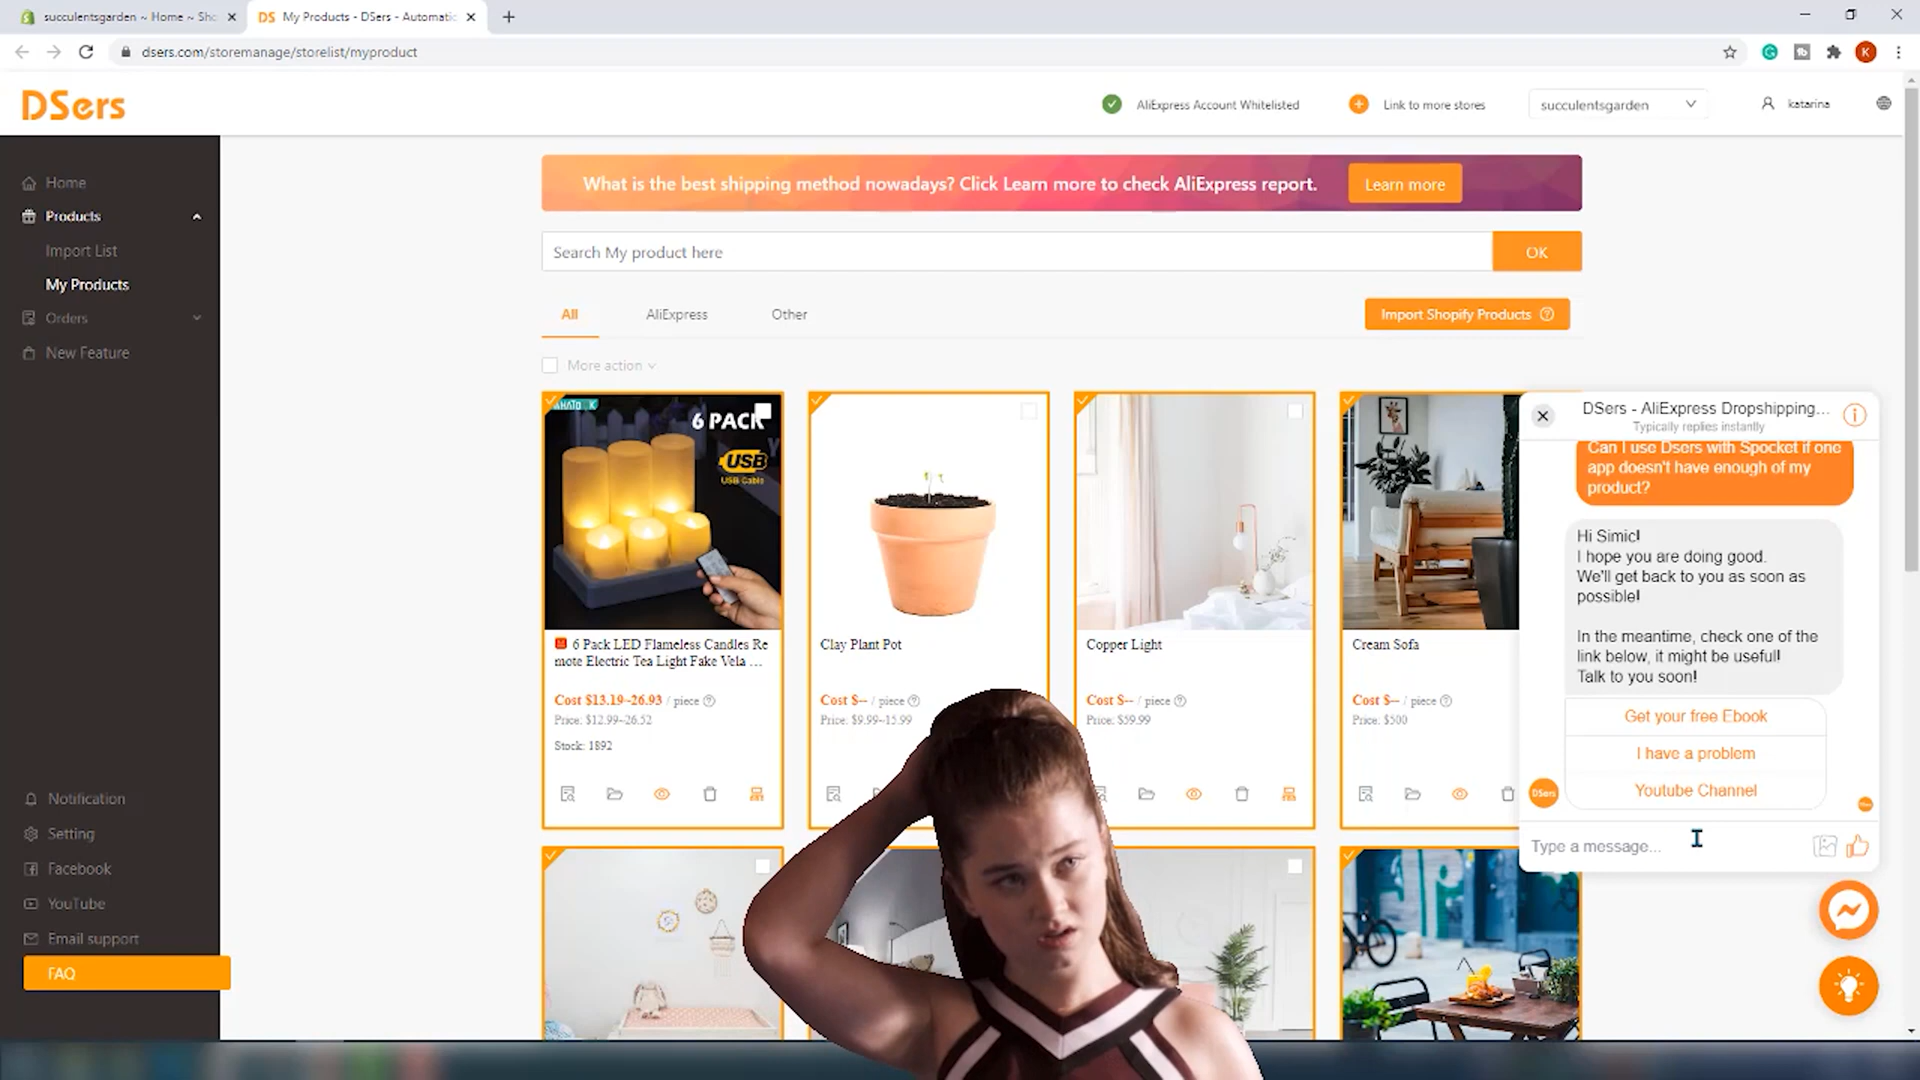 succulentsgarden ~ Home ~ Sho
My Products - DSers - Automatic
dsers.com/storemanage/storelist/myproduct
K
DSers
AliExpress Account Whitelisted
Link to more stores
succulentsgarden
katarina
Home
Products
Import List
My Products
Orders
New Feature
Notification
Setting
Facebook
YouTube
Email support
FAQ
What is the best shipping method nowadays? Click Learn more to check AliExpress report.
Learn more
Search My product here
OK
All
AliExpress
Other
Import Shopify Products
More action
6 PACK
USB
USB Cable
6 Pack LED Flameless Candles Re
mote Electric Tea Light Fake Vela ...
Cost $13.19~26.93 / piece
Price: $12.99~26.52
Stock: 1892
Clay Plant Pot
Cost $-- / piece
Price: $9.99~15.99
Copper Light
Cost $-- / piece
Price: $59.99
Cream Sofa
Cost $-- / piece
Price: $500
DSers - AliExpress Dropshipping...
Typically replies instantly
Can I use Dsers with Spocket if one
app doesn't have enough of my
product?
Hi Simic!
I hope you are doing good.
We'll get back to you as soon as
possible!
In the meantime, check one of the
link below, it might be useful!
Talk to you soon!
Get your free Ebook
I have a problem
Youtube Channel
DSers
Type a message...